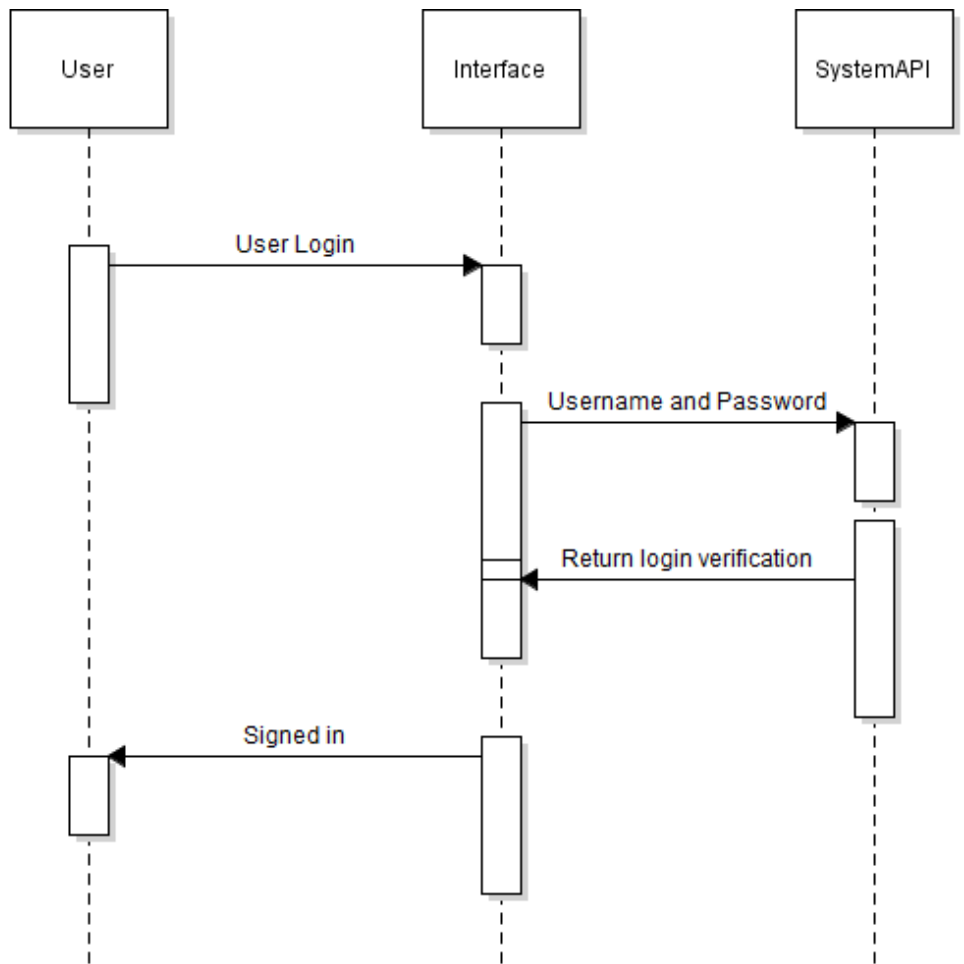 User
Interface
SystemAPI
User Login
Username and Password
Return login verification
Signed in